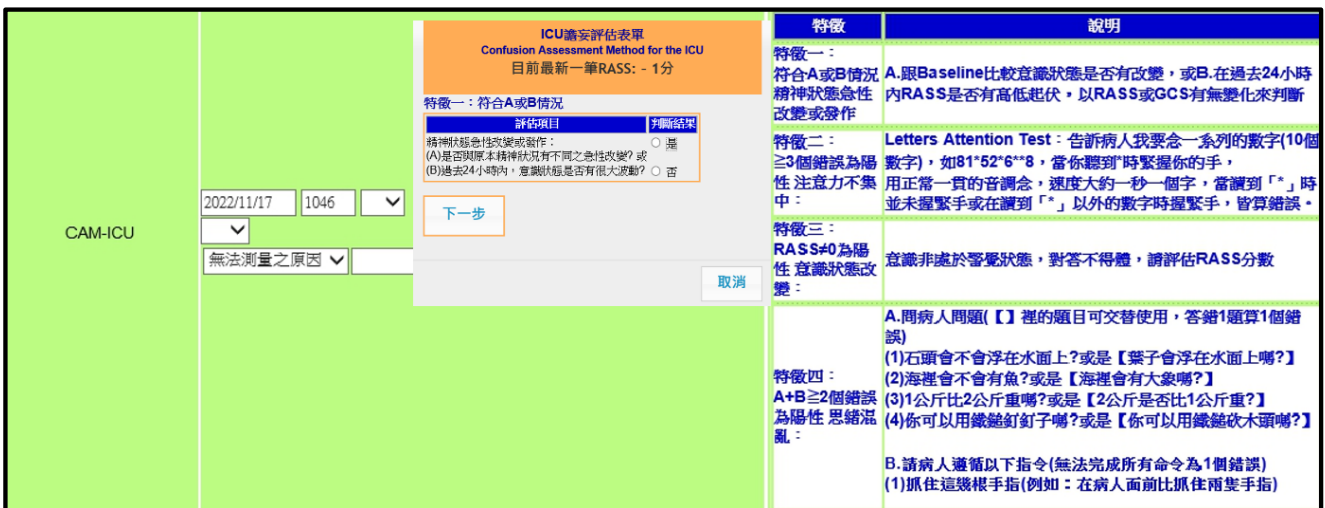 CAM-ICU
2022/11/17 1046
無法測量之原因
ICU譫妄評估表單
Confusion Assessment Method for the ICU
目前最新一筆RASS: - 1分
特徵一：符合A或B情況
評估項目 判斷結果
精神狀態急性改變或發作：
(A)是否與原本精神狀況有不同之急性改變? 或
(B)過去24小時內，意識狀態是否有很大波動?
是
否
下一步
取消
特徵 說明
特徵一：
符合A或B情況
精神狀態急性
改變或發作
A.跟Baseline比較意識狀態是否有改變，或B.在過去24小時
內RASS是否有高低起伏，以RASS或GCS有無變化來判斷
特徵二：
≧3個錯誤為陽
性 注意力不集
中：
Letters Attention Test：告訴病人我要念一系列的數字(10個
數字)，如81*52*6**8，當你聽到*時緊握你的手，
用正常一貫的音調念，速度大約一秒一個字，當讀到「*」時
並未握緊手或在讀到「*」以外的數字時握緊手，皆算錯誤。
特徵三：
RASS≠0為陽
性 意識狀態改
變：
意識非處於警覺狀態，對答不得體，請評估RASS分數
特徵四：
A+B≧2個錯誤
為陽性 思緒混
亂：
A.問病人問題(【】裡的題目可交替使用，答錯1題算1個錯
誤)
(1)石頭會不會浮在水面上?或是【葉子會浮在水面上嗎?】
(2)海裡會不會有魚?或是【海裡會有大象嗎?】
(3)1公斤比2公斤重嗎?或是【2公斤是否比1公斤重?】
(4)你可以用鐵鎚釘釘子嗎?或是【你可以用鐵鎚砍木頭嗎?】
B.請病人遵循以下指令(無法完成所有命令為1個錯誤)
(1)抓住這幾根手指(例如：在病人面前比抓住兩隻手指)